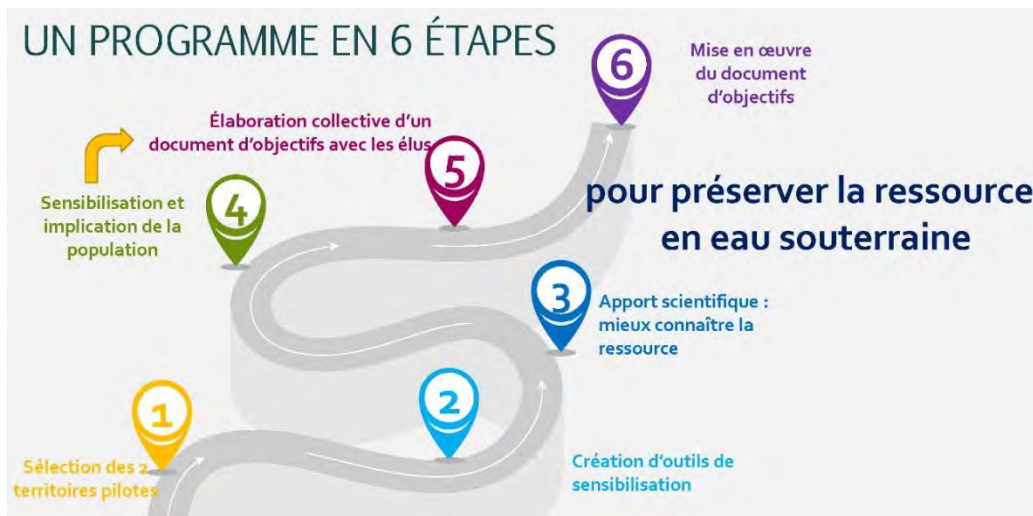 UN PROGRAMME EN 6 ÉTAPES
6
Mise en œuvre
du document
d'objectifs
Élaboration collective d'un
document d'objectifs avec les élus
5
4
Sensibilisation et
implication de la
population
pour préserver la ressource
en eau souterraine
3
Apport scientifique :
mieux connaître la
ressource
1
2
Sélection des 2
territoires pilotes
Création d'outils de
sensibilisation